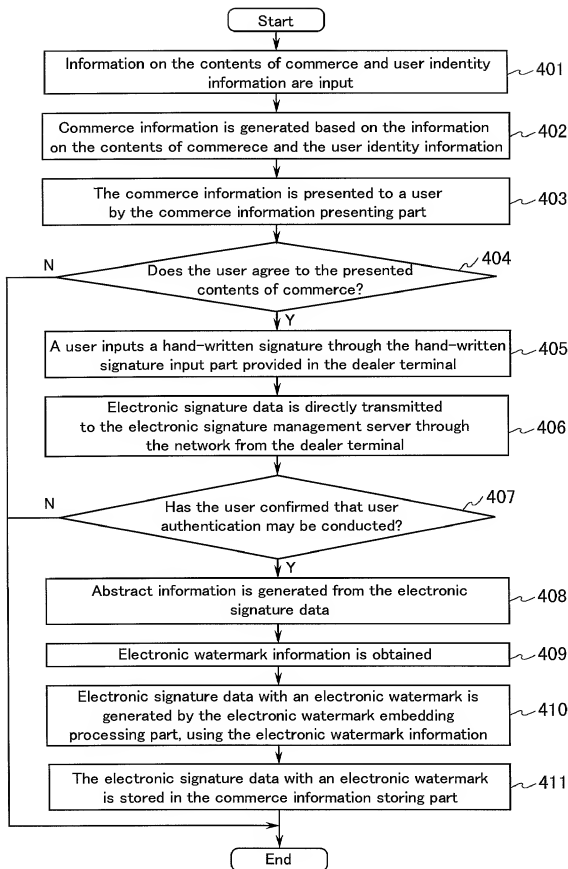 Start
Information on the contents of commerce and user indentity
information are input
401
Commerce information is generated based on the information
on the contents of commerece and the user identity information
402
The commerce information is presented to a user
by the commerce information presenting part
403
Does the user agree to the presented
contents of commerce?
404
N
Y
A user inputs a hand-written signature through the hand-written
signature input part provided in the dealer terminal
405
Electronic signature data is directly transmitted
to the electronic signature management server through
the network from the dealer terminal
406
Has the user confirmed that user
authentication may be conducted?
407
N
Y
Abstract information is generated from the electronic
signature data
408
Electronic watermark information is obtained
409
Electronic signature data with an electronic watermark is
generated by the electronic watermark embedding
processing part, using the electronic watermark information
410
The electronic signature data with an electronic watermark
is stored in the commerce information storing part
411
End